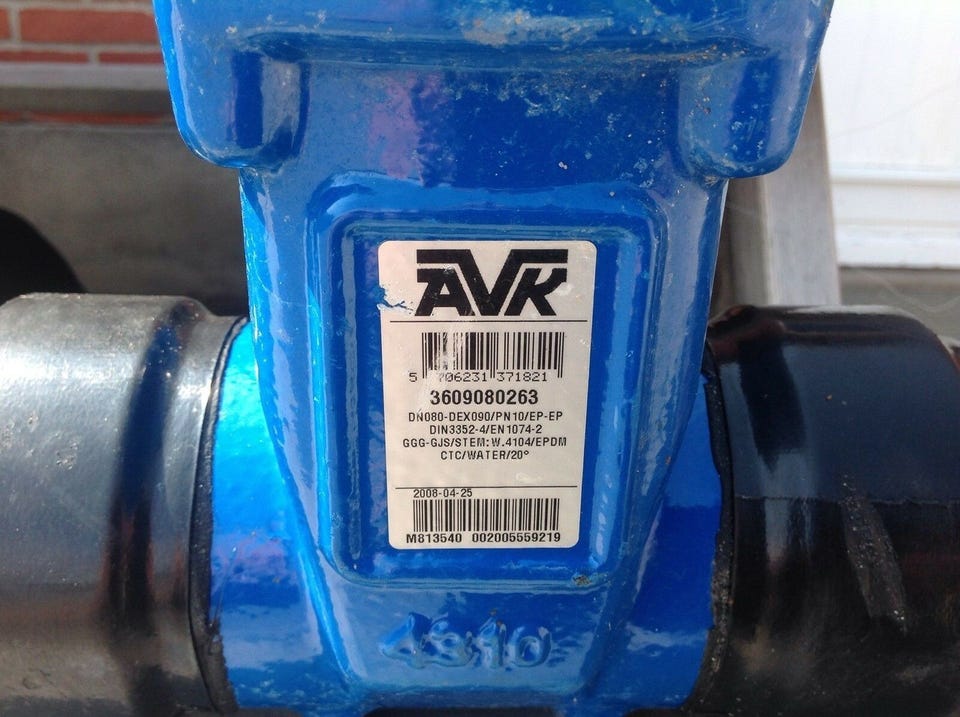 AVK
5 706231 371821
3609080263
DN080-DEX090/PN10/EP-EP
DIN3352-4/EN1074-2
GGG-GJS/STEM: W.4104/EPDM
CTC/WATER/20°
2008-04-25
M813540 002005559219
4310